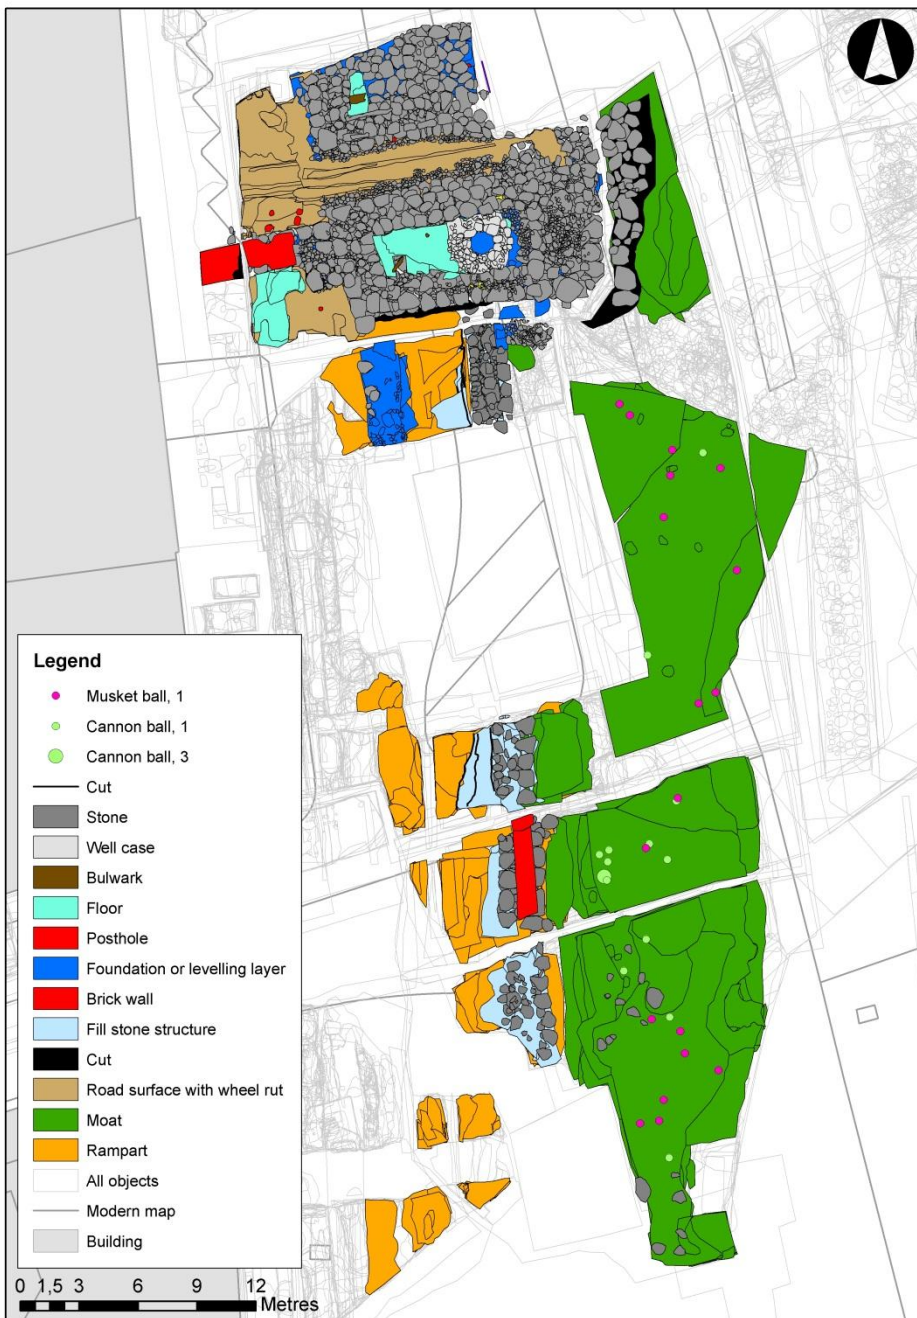 Legend
Musket ball, 1
Cannon ball, 1
Cannon ball, 3
Cut
Stone
Well case
Bulwark
Floor
Posthole
Foundation or levelling layer
Brick wall
Fill stone structure
Cut
Road surface with wheel rut
Moat
Rampart
All objects
Modern map
Building
0 1,5 3 6 9 12
Metres